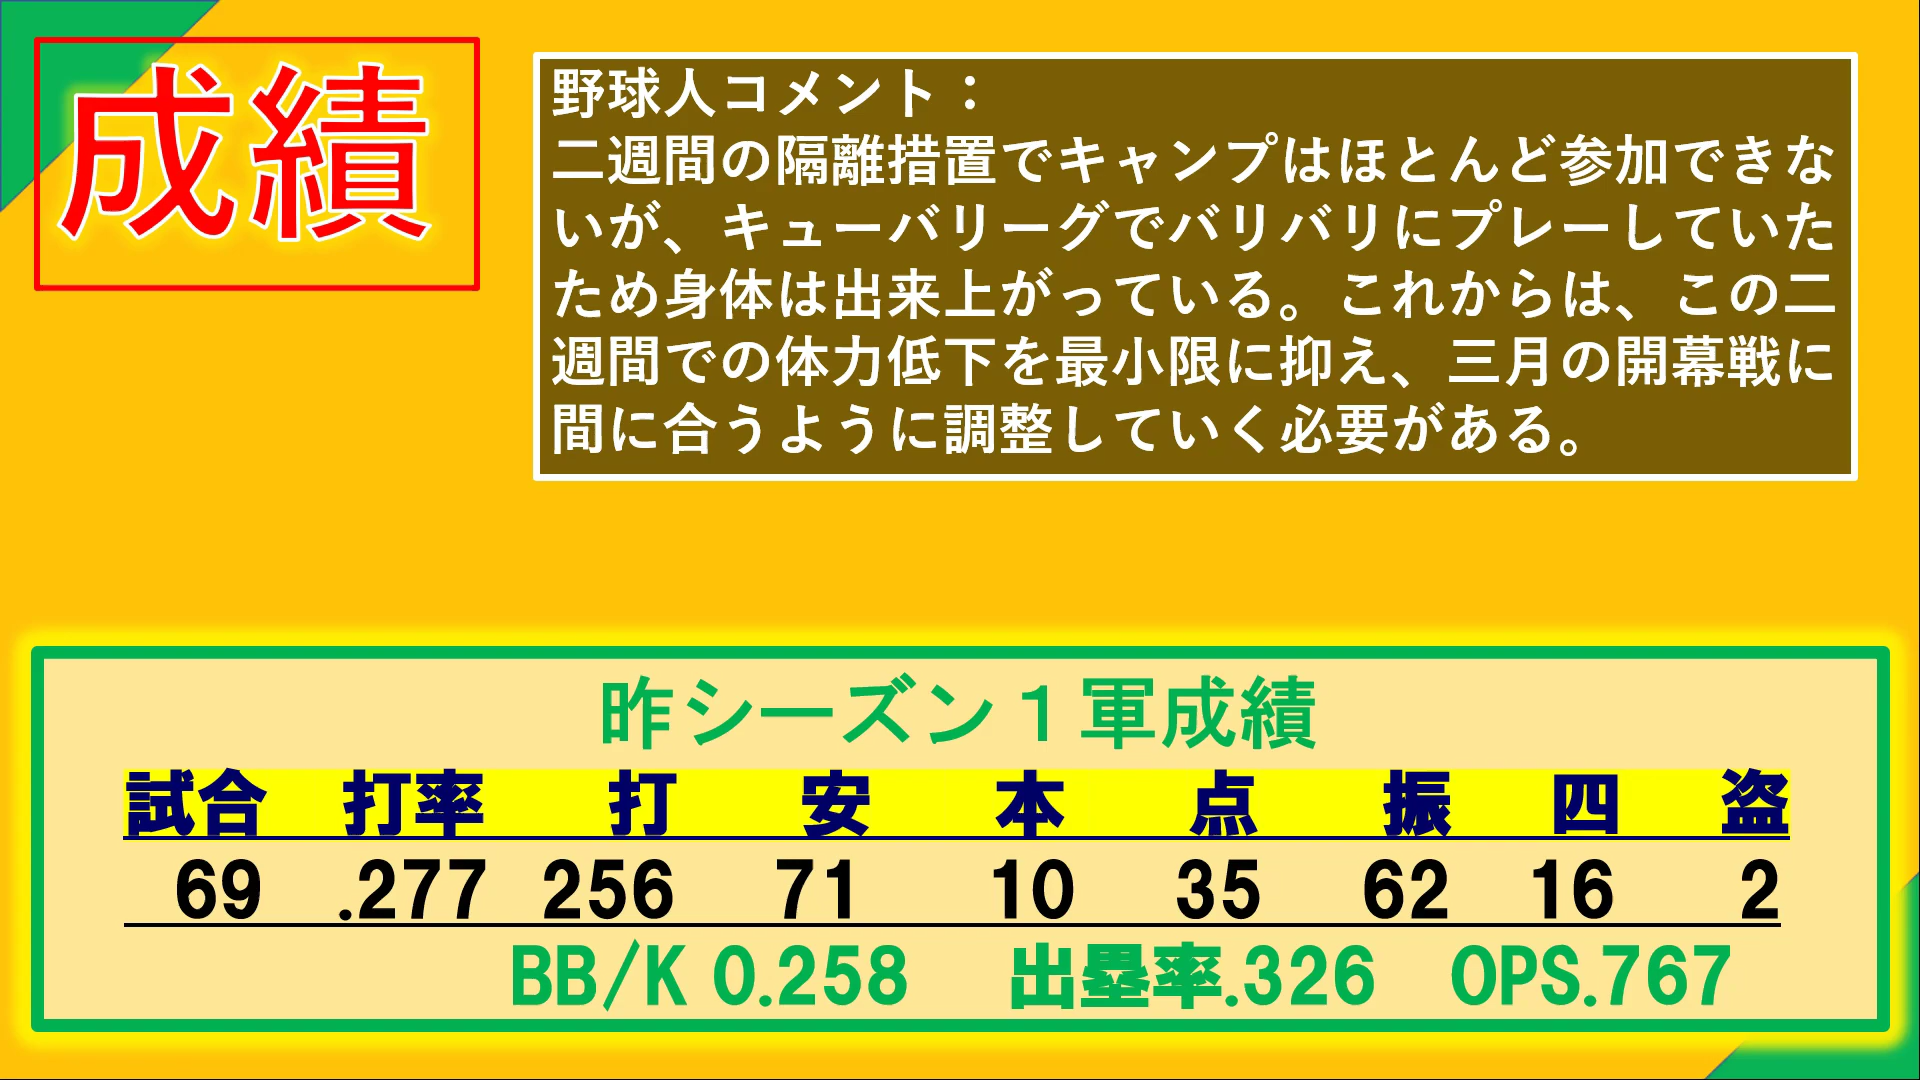 成績
野球人コメント：
二週間の隔離措置でキャンプはほとんど参加できな
いが、キューバリーグでバリバリにプレーしていた
ため身体は出来上がっている。これからは、この二
週間での体力低下を最小限に抑え、三月の開幕戦に
間に合うように調整していく必要がある。
昨シーズン１軍成績
試合 打率 打 安 本 点 振 四 盗
69 .277 256 71 10 35 62 16 2
BB/K 0.258 出塁率.326 OPS.767